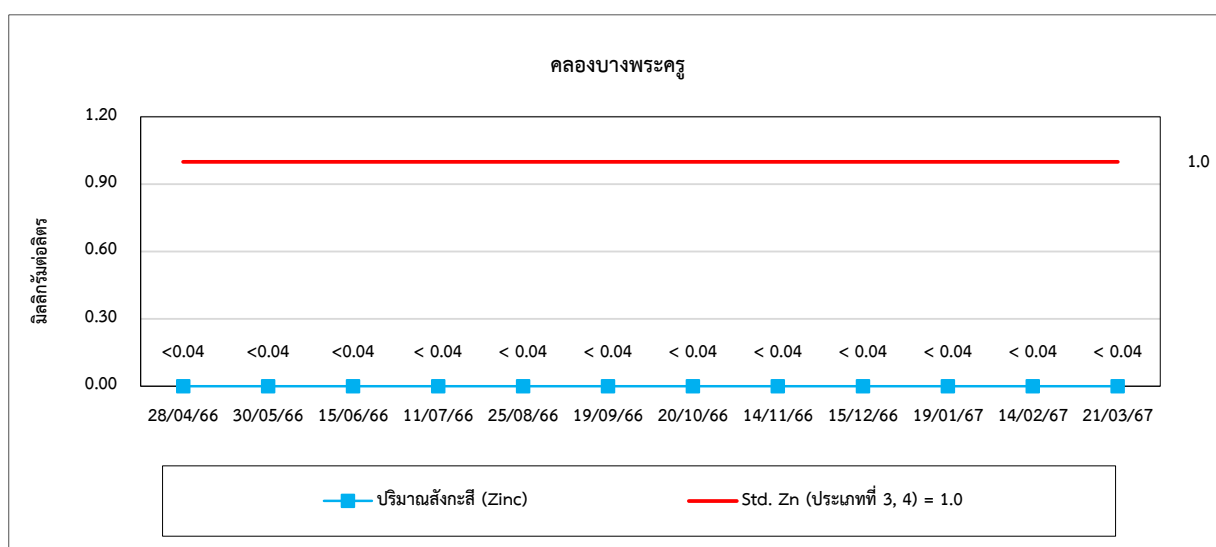 คลองบางพระครู
1.20
0.90
0.60
0.30
0.00
มิลลิกรัมต่อลิตร
1.0
<0.04 <0.04 <0.04 < 0.04 < 0.04 < 0.04 < 0.04 < 0.04 < 0.04 < 0.04 < 0.04 < 0.04
28/04/66 30/05/66 15/06/66 11/07/66 25/08/66 19/09/66 20/10/66 14/11/66 15/12/66 19/01/67 14/02/67 21/03/67
ปริมาณสังกะสี (Zinc) Std. Zn (ประเภทที่ 3, 4) = 1.0